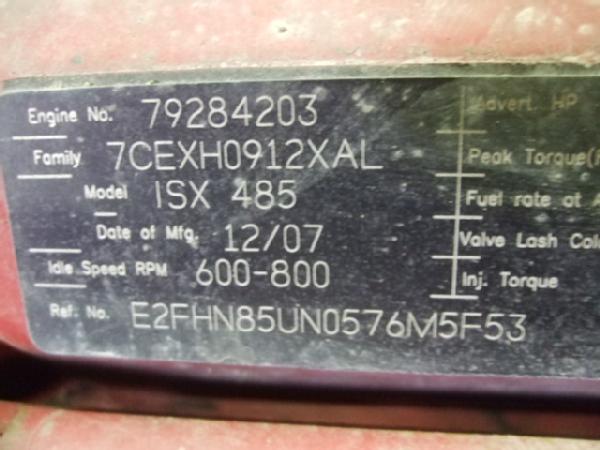 Engine No. 79284203 Advert. HP
Family 7CEXH0912XAL Peak Torque(
Model ISX 485 Fuel rate at A
Date of Mfg. 12/07 Valve Lash Col
Idle Speed RPM 600-800 Inj. Torque
Ref. No. E2FHN85UN0576M5F53